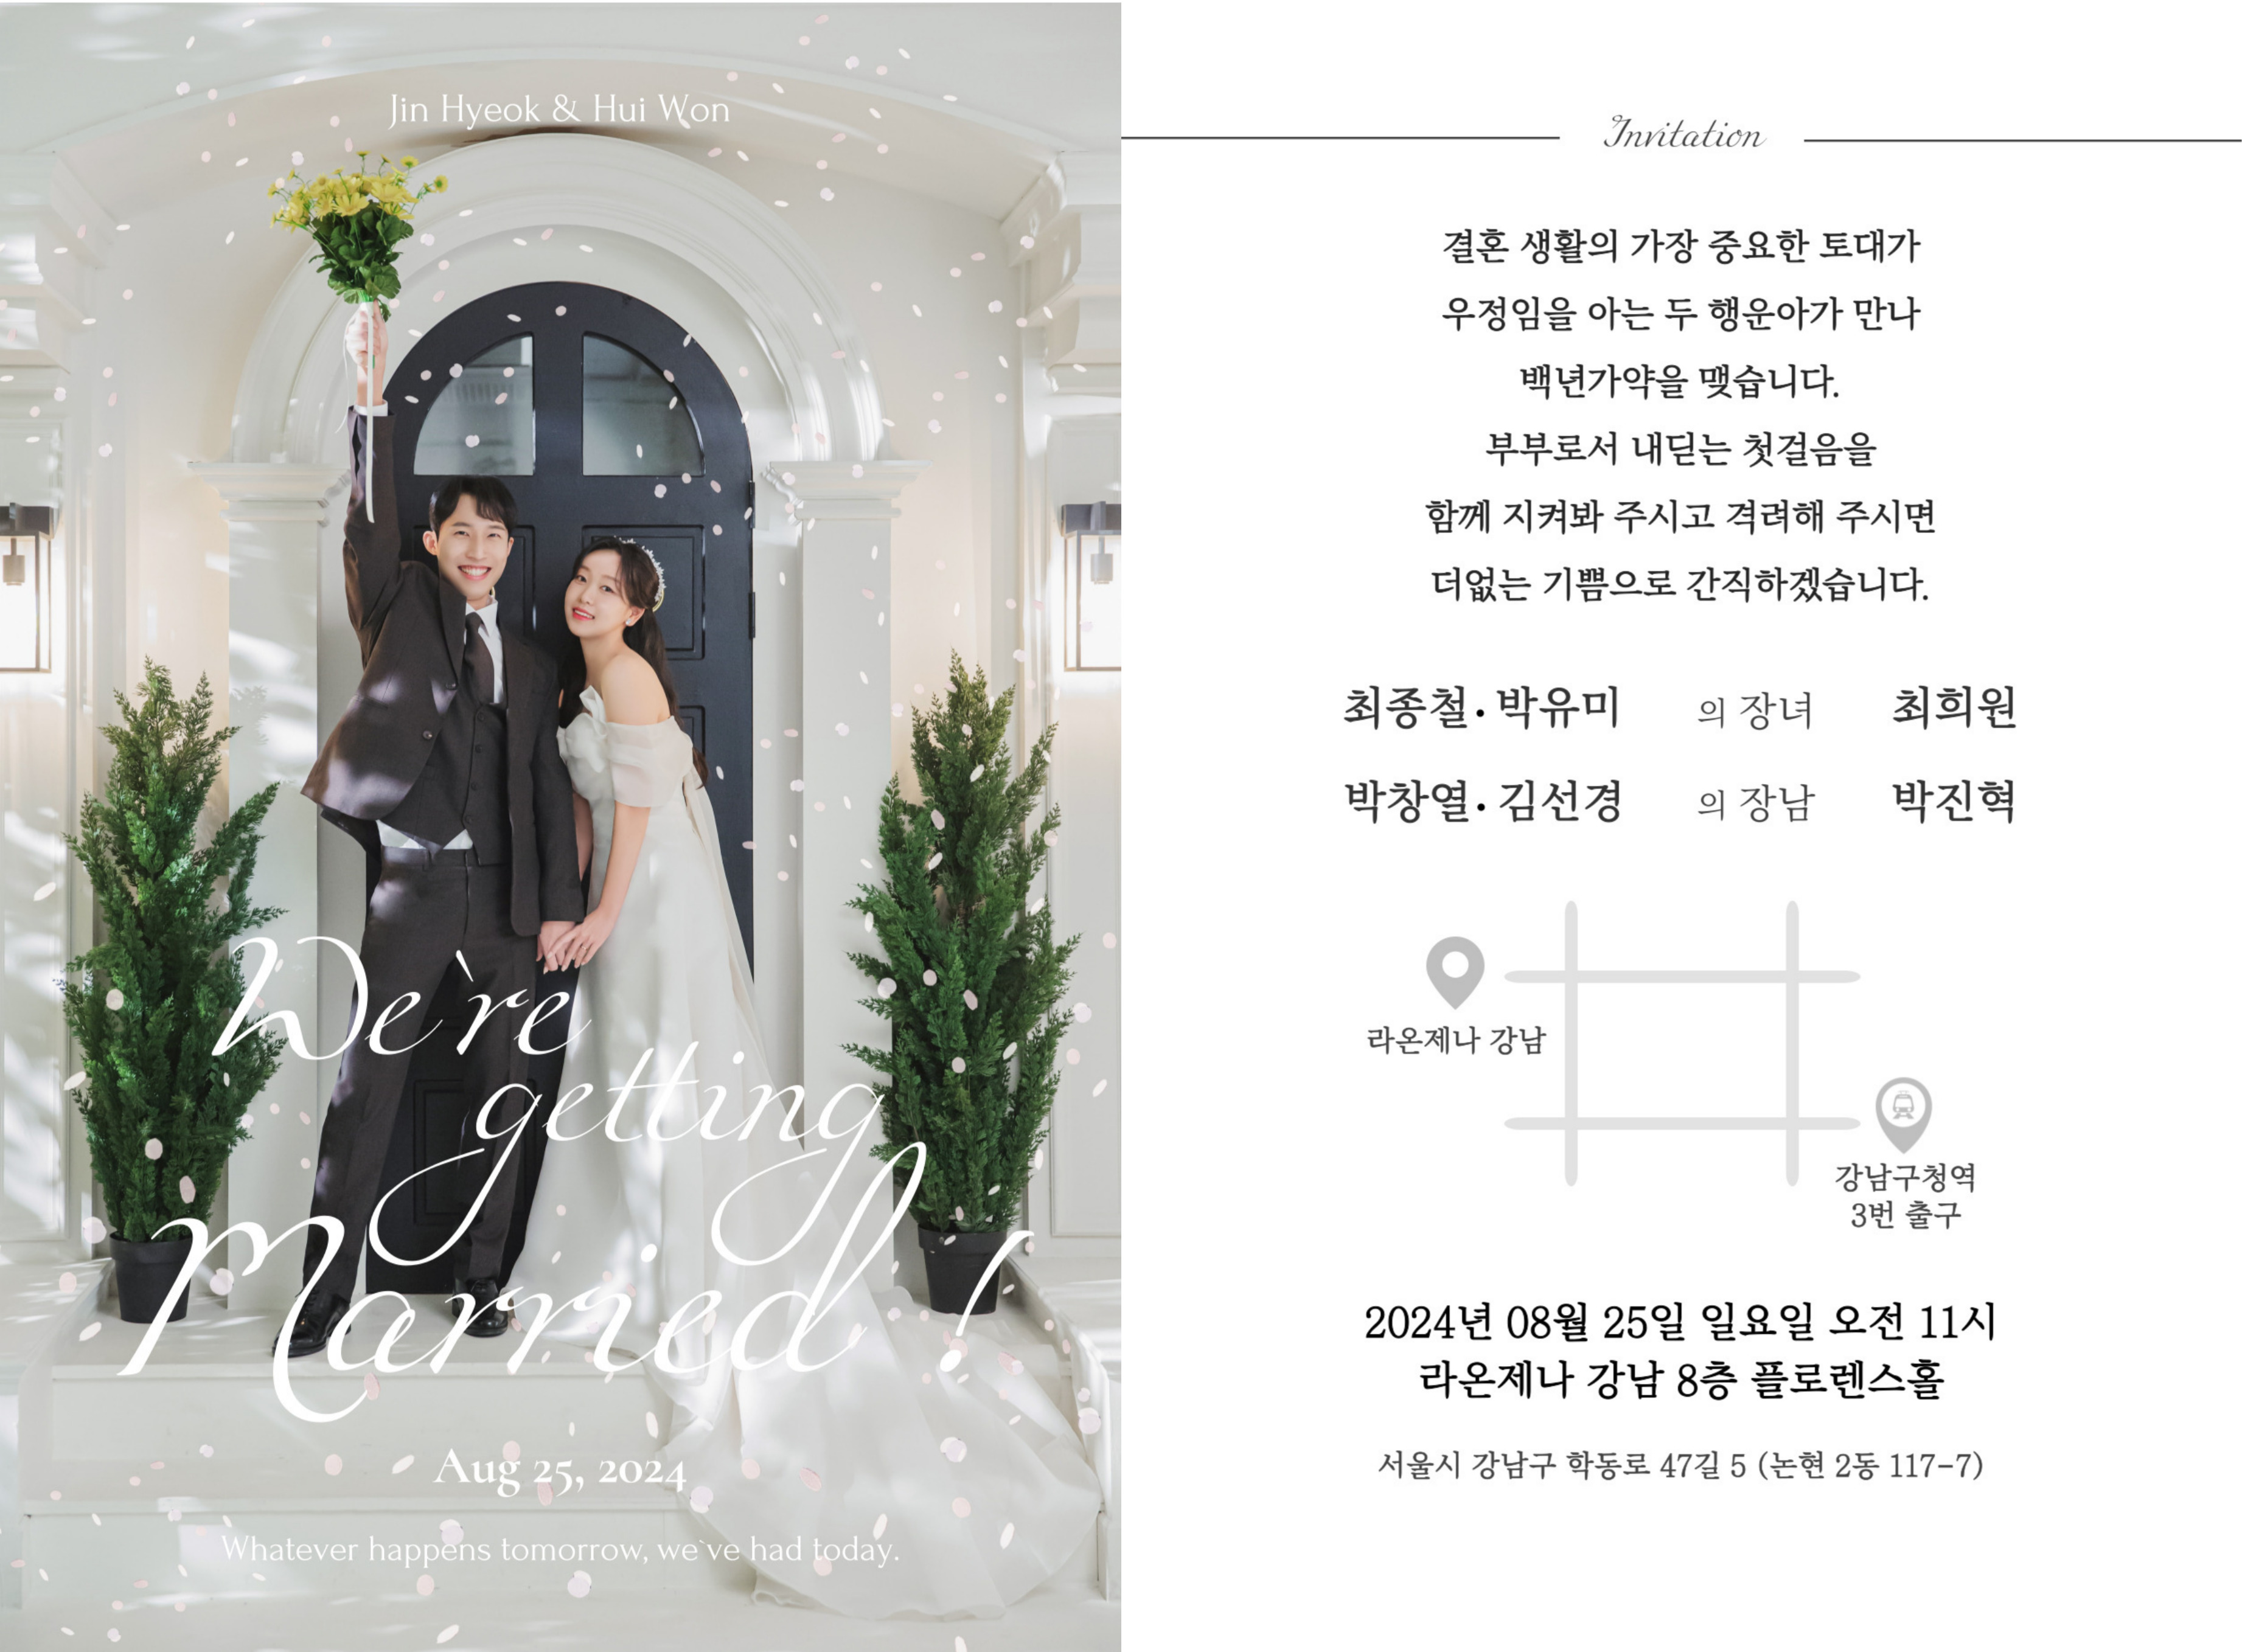 Jin Hyeok & Hui Won
We`re
getting
Married!
Aug 25, 2024
Whatever happens tomorrow, we`ve had today.
Invitation
결혼 생활의 가장 중요한 토대가
우정임을 아는 두 행운아가 만나
백년가약을 맺습니다.
부부로서 내딛는 첫걸음을
함께 지켜봐 주시고 격려해 주시면
더없는 기쁨으로 간직하겠습니다.
최종철·박유미 의 장녀 최희원
박창열·김선경 의 장남 박진혁
라온제나 강남
강남구청역
3번 출구
2024년 08월 25일 일요일 오전 11시
라온제나 강남 8층 플로렌스홀
서울시 강남구 학동로 47길 5 (논현 2동 117-7)